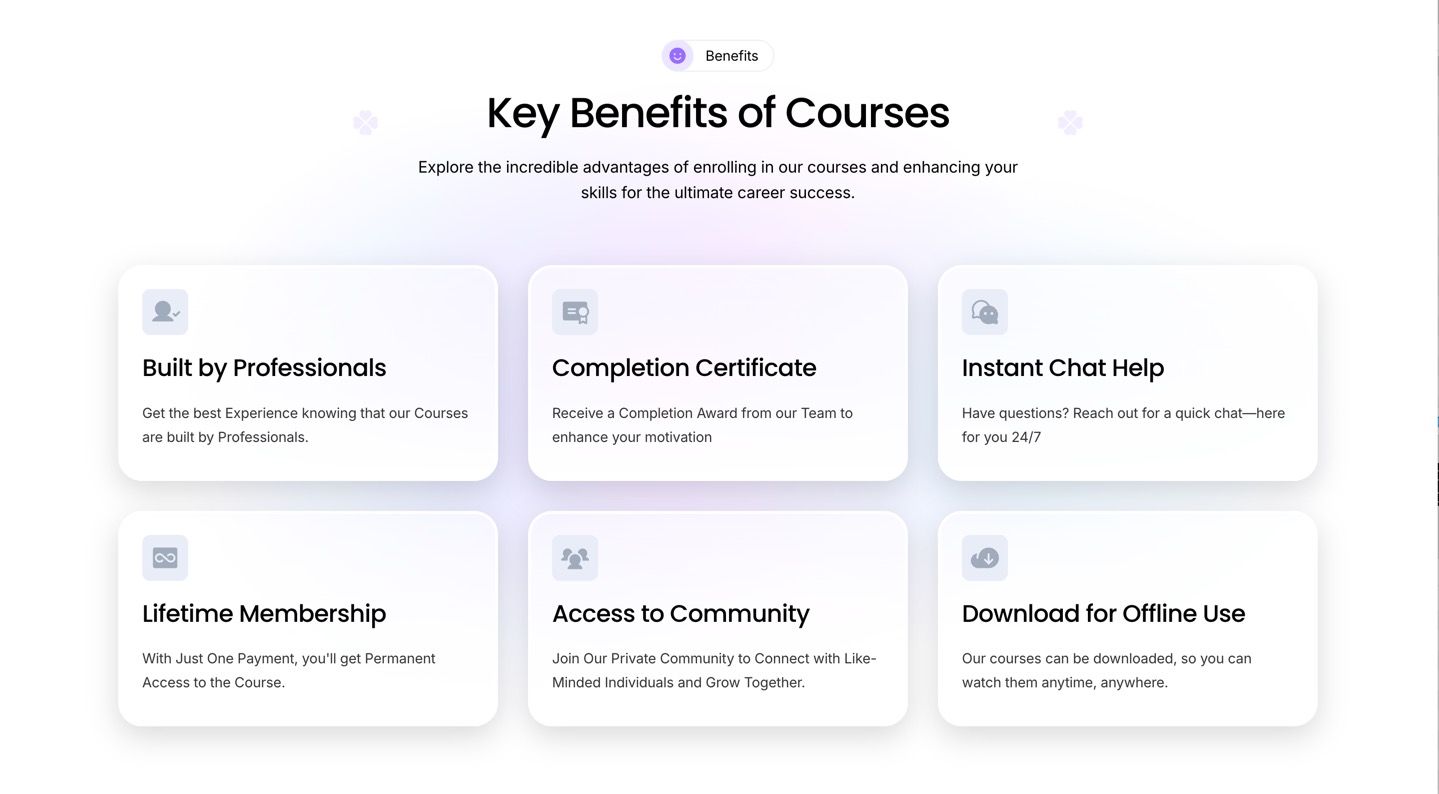 Benefits
Key Benefits of Courses
Explore the incredible advantages of enrolling in our courses and enhancing your
skills for the ultimate career success.
Built by Professionals
Get the best Experience knowing that our Courses
are built by Professionals.
Completion Certificate
Receive a Completion Award from our Team to
enhance your motivation
Instant Chat Help
Have questions? Reach out for a quick chat—here
for you 24/7
Lifetime Membership
With Just One Payment, you'll get Permanent
Access to the Course.
Access to Community
Join Our Private Community to Connect with Like-
Minded Individuals and Grow Together.
Download for Offline Use
Our courses can be downloaded, so you can
watch them anytime, anywhere.